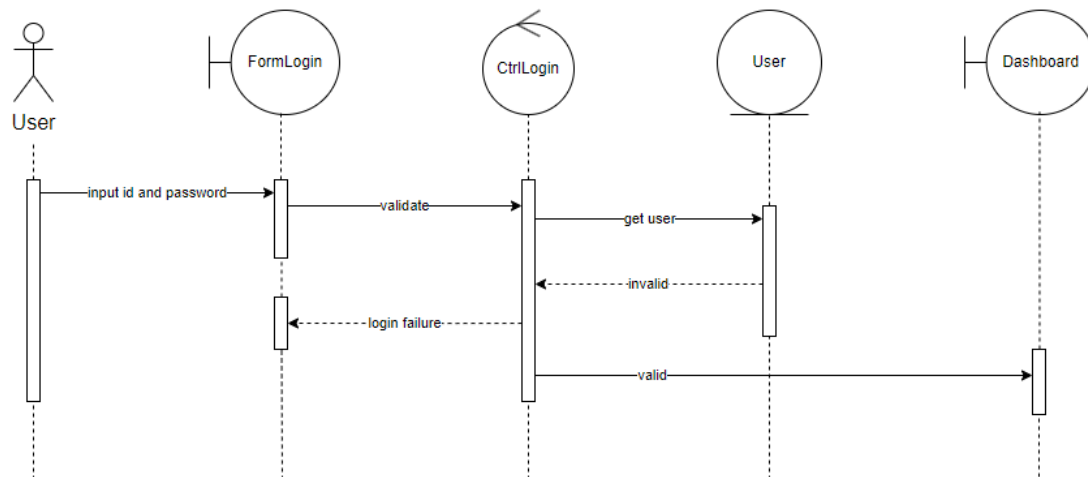 FormLogin
CtrlLogin
User
Dashboard
User
input id and password
validate
get user
invalid
login failure
valid